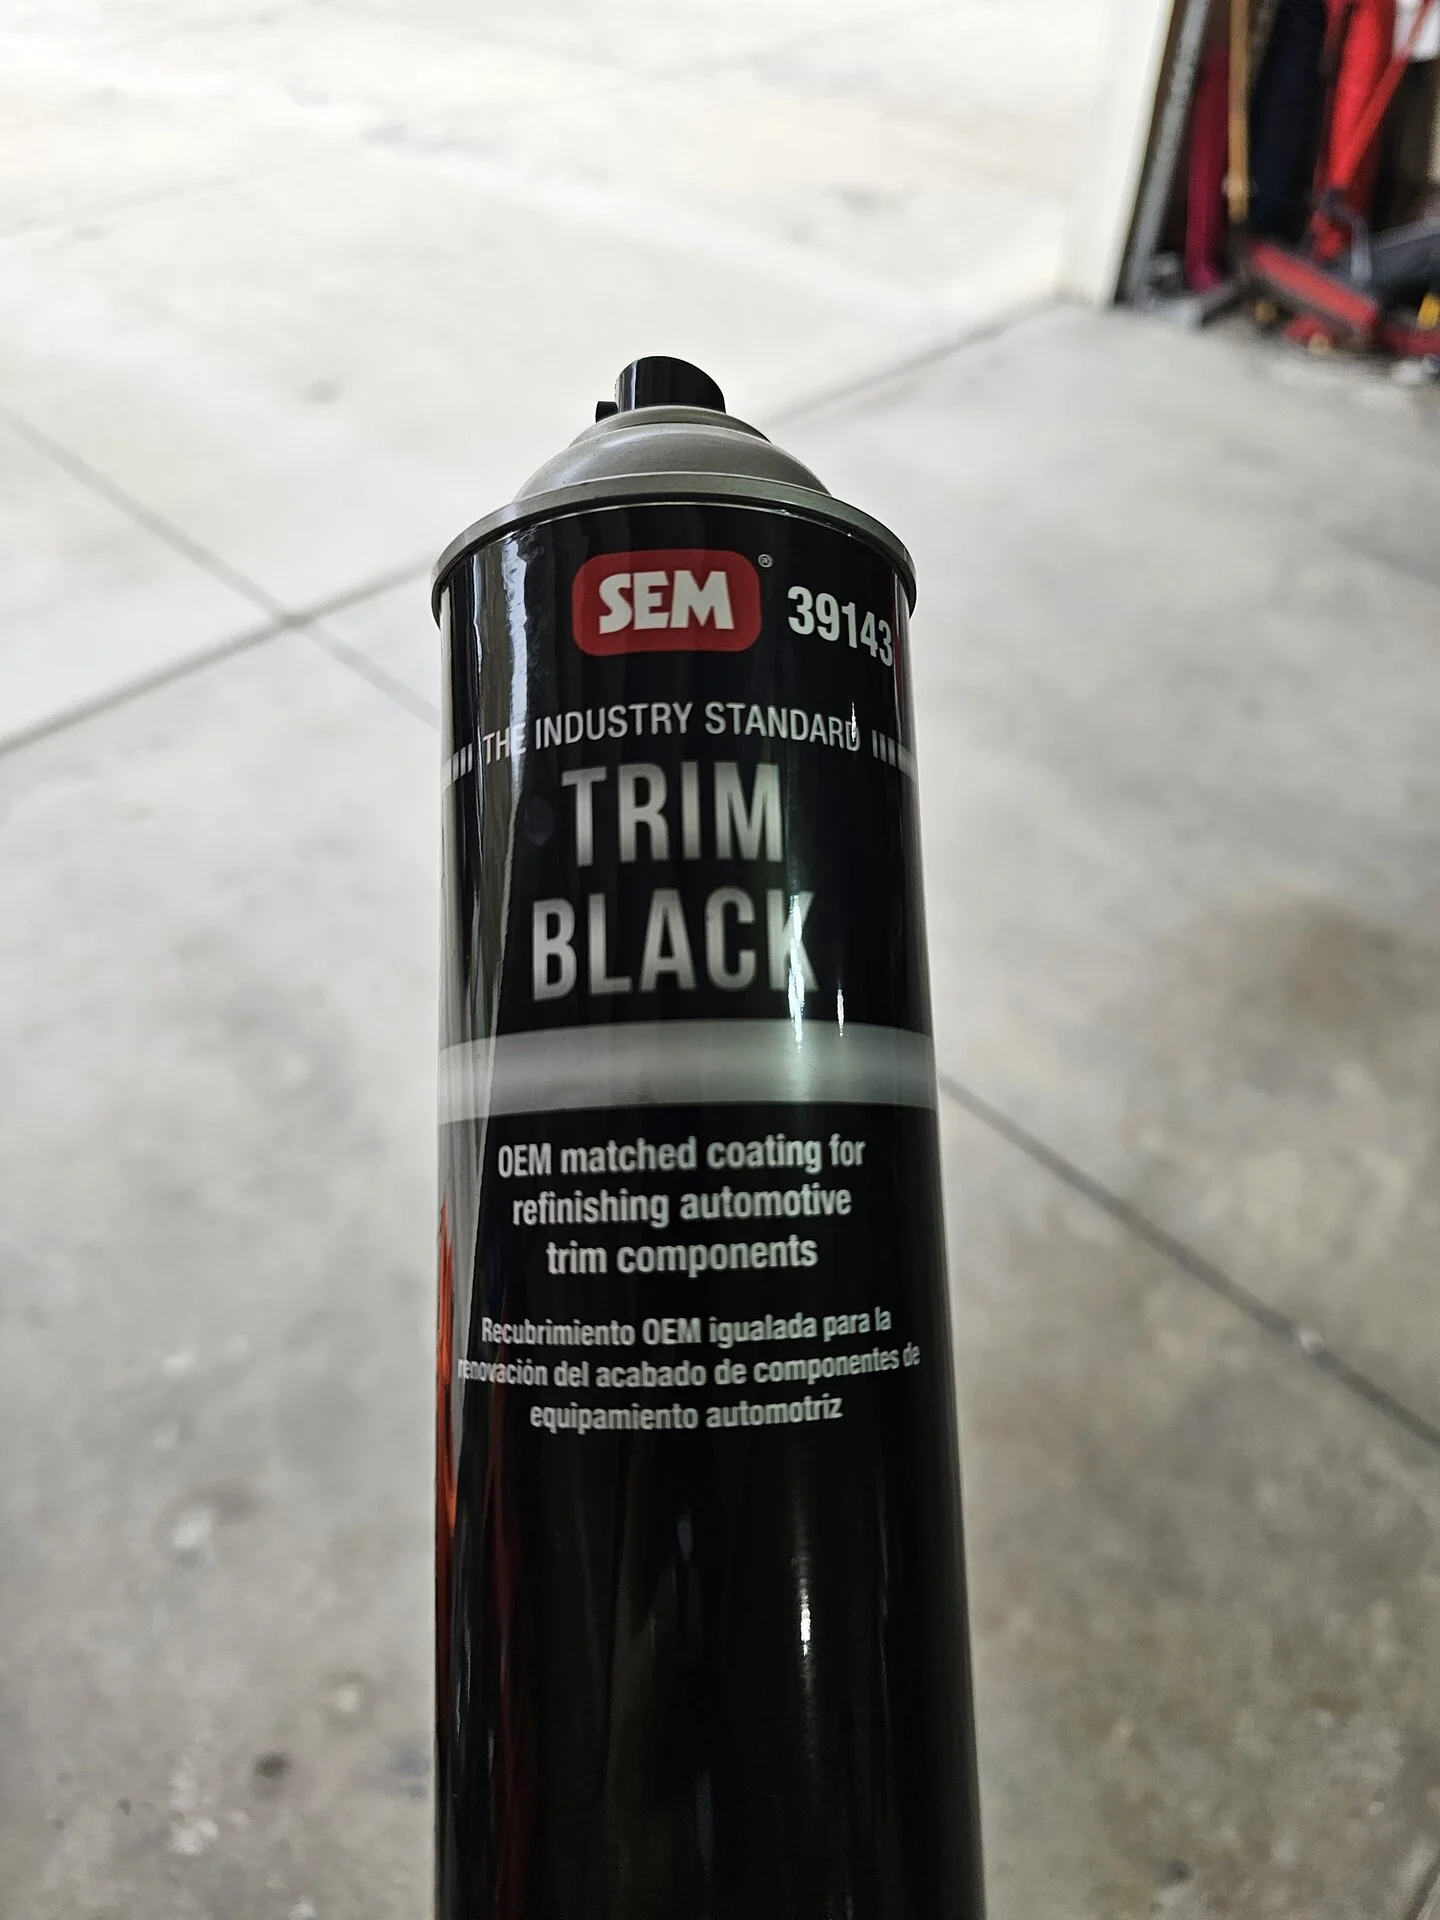 SEM®
39143
THE INDUSTRY STANDARD
TRIM
BLACK
OEM matched coating for
refinishing automotive
trim components
Recubrimiento OEM igualada para la
renovación del acabado de componentes de
equipamiento automotriz